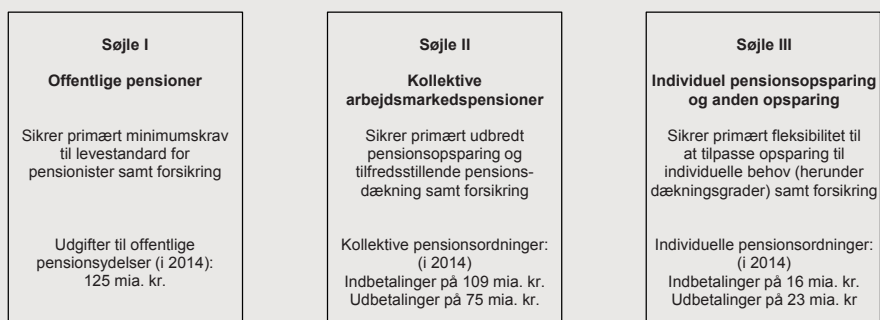 Søjle I
Offentlige pensioner
Sikrer primært minimumskrav
til levestandard for
pensionister samt forsikring
Udgifter til offentlige
pensionsydelser (i 2014):
125 mia. kr.
Søjle II
Kollektive
arbejdsmarkedspensioner
Sikrer primært udbredt
pensionsopsparing og
tilfredsstillende pensions-
dækning samt forsikring
Kollektive pensionsordninger:
(i 2014)
Indbetalinger på 109 mia. kr.
Udbetalinger på 75 mia. kr.
Søjle III
Individuel pensionsopsparing
og anden opsparing
Sikrer primært fleksibilitet til
at tilpasse opsparing til
individuelle behov (herunder
dækningsgrader) samt forsikring
Individuelle pensionsordninger:
(i 2014)
Indbetalinger på 16 mia. kr.
Udbetalinger på 23 mia. kr